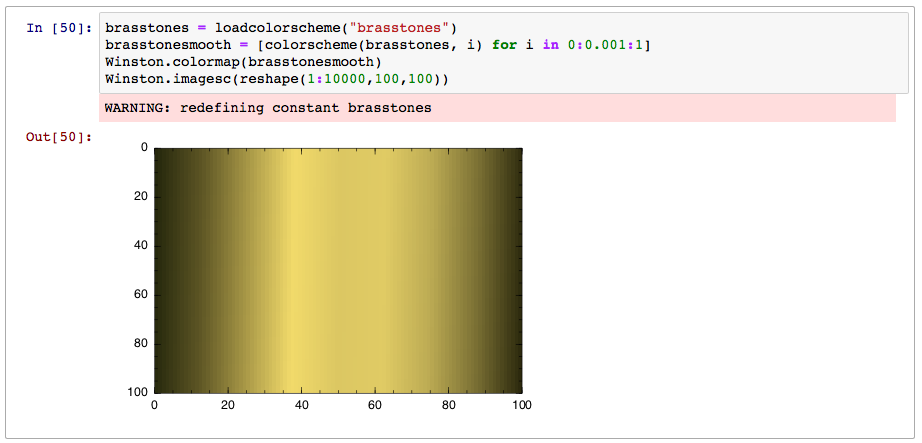 In [50]: brasstones = loadcolorscheme("brasstones")
brasstonesmooth = [colorscheme(brasstones, i) for i in 0:0.001:1]
Winston.colormap(brasstonesmooth)
Winston.imagesc(reshape(1:10000,100,100))
WARNING: redefining constant brasstones
Out[50]:
0
20
40
60
80
100
0 20 40 60 80 100